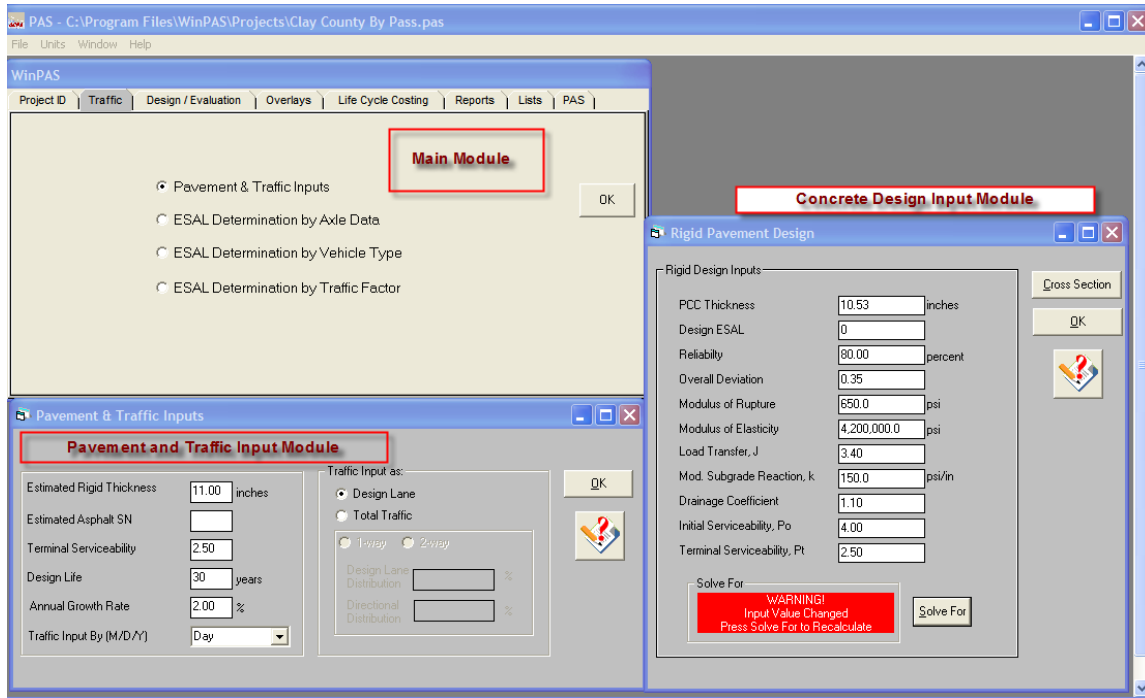 PAS - C:\Program Files\WinPAS\Projects\Clay County By Pass.pas
File Units Window Help
WinPAS
Project ID Traffic Design / Evaluation Overlays Life Cycle Costing Reports Lists PAS
Main Module
Pavement & Traffic Inputs
ESAL Determination by Axle Data
ESAL Determination by Vehicle Type
ESAL Determination by Traffic Factor
OK
Pavement & Traffic Inputs
Pavement and Traffic Input Module
Estimated Rigid Thickness 11.00 inches
Estimated Asphalt SN
Terminal Serviceability 2.50
Design Life 30 years
Annual Growth Rate 2.00 %
Traffic Input By (M/D/Y) Day
Traffic Input as:
Design Lane
Total Traffic
1-way 2-way
Design Lane
Distribution %
Directional
Distribution %
OK
Concrete Design Input Module
Rigid Pavement Design
Rigid Design Inputs
PCC Thickness 10.53 inches
Design ESAL 0
Reliabilty 80.00 percent
Overall Deviation 0.35
Modulus of Rupture 650.0 psi
Modulus of Elasticity 4,200,000.0 psi
Load Transfer, J 3.40
Mod. Subgrade Reaction, k 150.0 psi/in
Drainage Coefficient 1.10
Initial Serviceability, Po 4.00
Terminal Serviceability, Pt 2.50
Solve For
WARNING!
Input Value Changed
Press Solve For to Recalculate
Solve For
Cross Section
OK